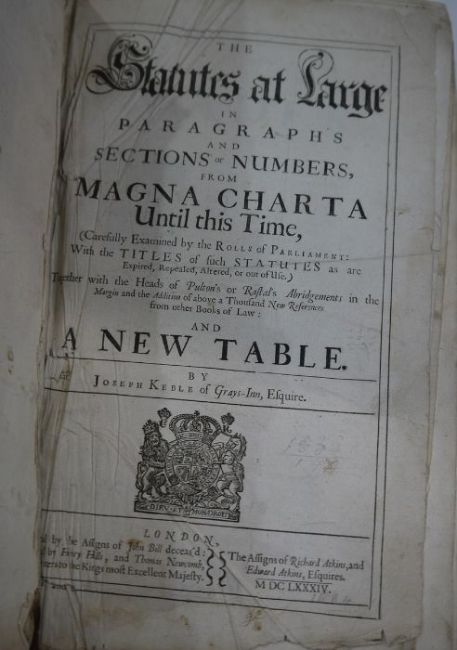 THE
Statutes at Large
IN
PARAGRAPHS
AND
SECTIONS or NUMBERS,
FROM
MAGNA CHARTA
Until this Time,
(Carefully Examined by the ROLLS of PARLIAMENT:
With the TITLES of such STATUTES as are
Expired, Repealed, Altered, or out of Use.)
Together with the Heads of Pulton's or Rastal's Abridgements in the
Margin and the Addition of above a Thousand New References
from other Books of Law:
AND
A NEW TABLE.
BY
JOSEPH KEBLE of Grays-Inn, Esquire.
DIEV·ET MON DROIT
LONDON,
by the Assigns of John Bill deceas'd:
by Henry Hills, and Thomas Newcomb,
to the Kings most Excellent Majesty.
The Assigns of Richard Atkins, and
Edward Atkins, Esquires.
M DC LXXXIV.